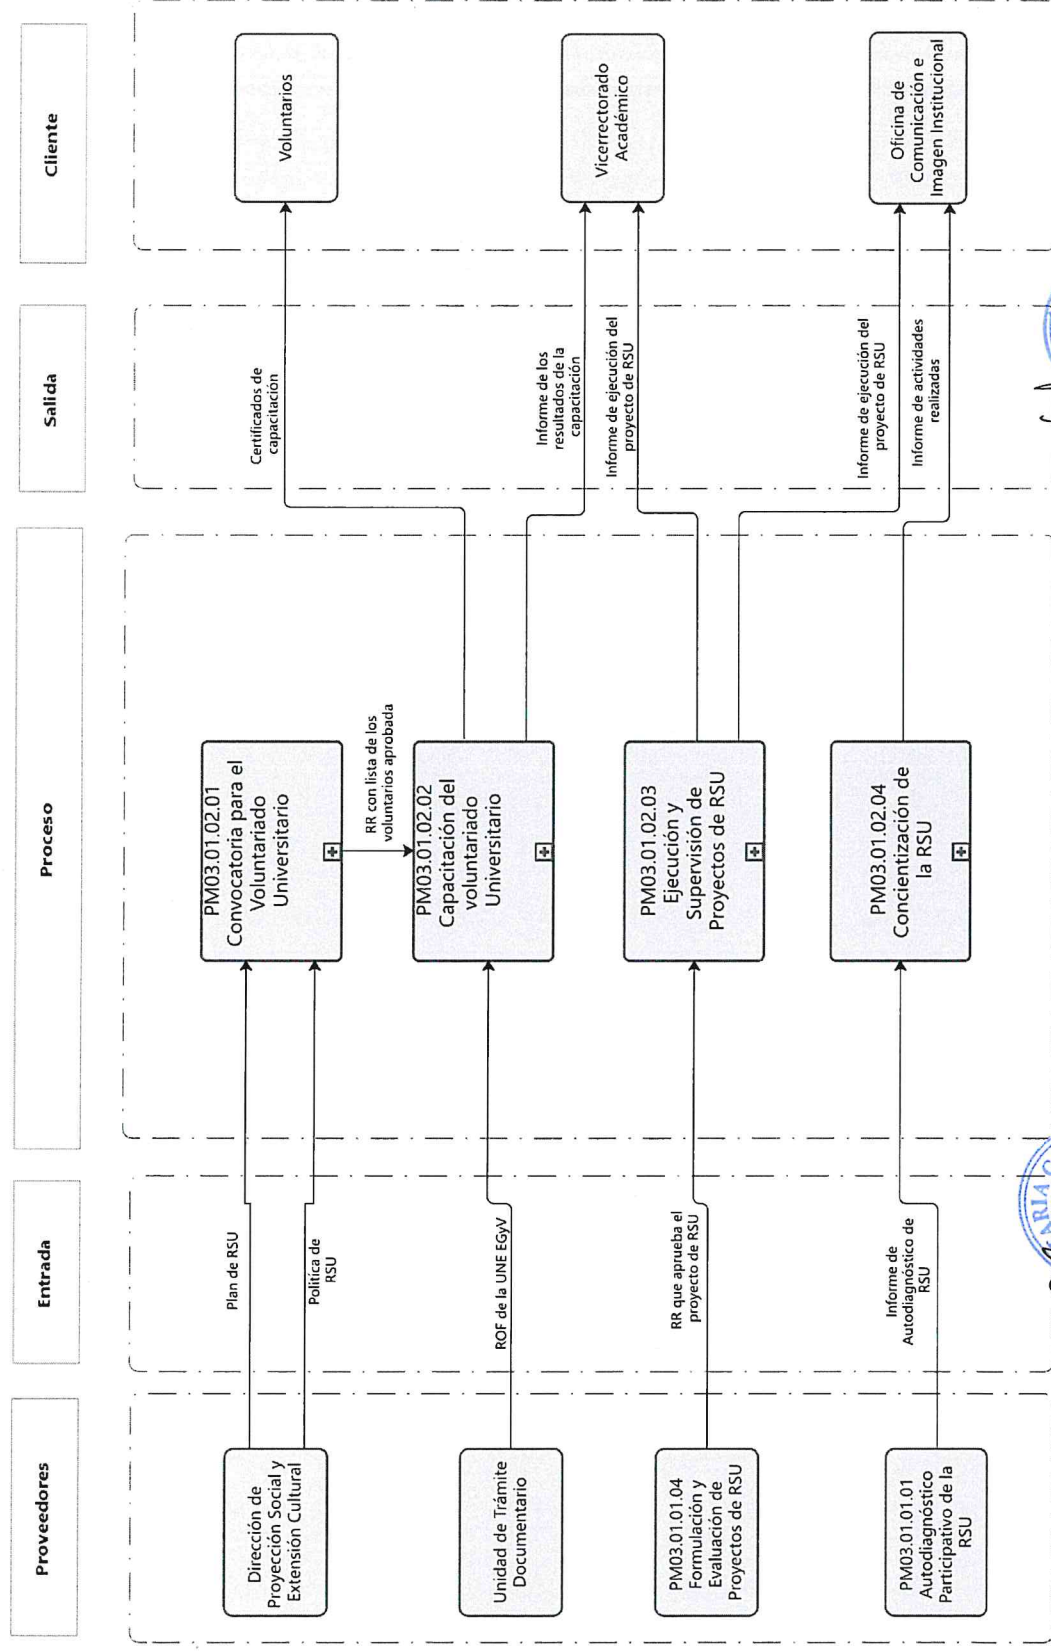 Proveedores
Entrada
Proceso
Salida
Cliente
Dirección de
Proyección Social y
Extensión Cultural
Plan de RSU
Política de
RSU
PM03.01.02.01
Convocatoria para el
Voluntariado
Universitario
RR con lista de los
voluntarios aprobada
Certificados de
capacitación
Voluntarios
Unidad de Trámite
Documentario
ROF de la UNE EGyV
PM03.01.02.02
Capacitación del
voluntariado
Universitario
Informe de los
resultados de la
capacitación
Informe de ejecución del
proyecto de RSU
Vicerrectorado
Académico
PM03.01.01.04
Formulación y
Evaluación de
Proyectos de RSU
RR que aprueba el
proyecto de RSU
PM03.01.02.03
Ejecución y
Supervisión de
Proyectos de RSU
Informe de ejecución del
proyecto de RSU
Informe de actividades
realizadas
Oficina de
Comunicación e
Imagen Institucional
PM03.01.01.01
Autodiagnóstico
Participativo de la
RSU
Informe de
Autodiagnóstico de
RSU
PM03.01.02.04
Concientización de
la RSU